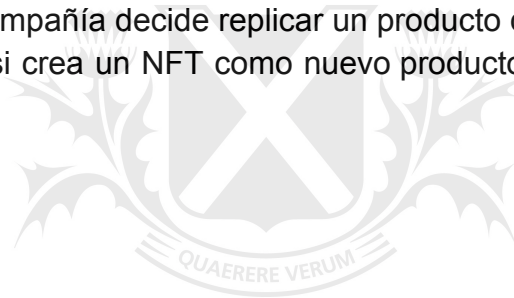 mpañía decide replicar un producto
si crea un NFT como nuevo producto
QUAERERE VERUM